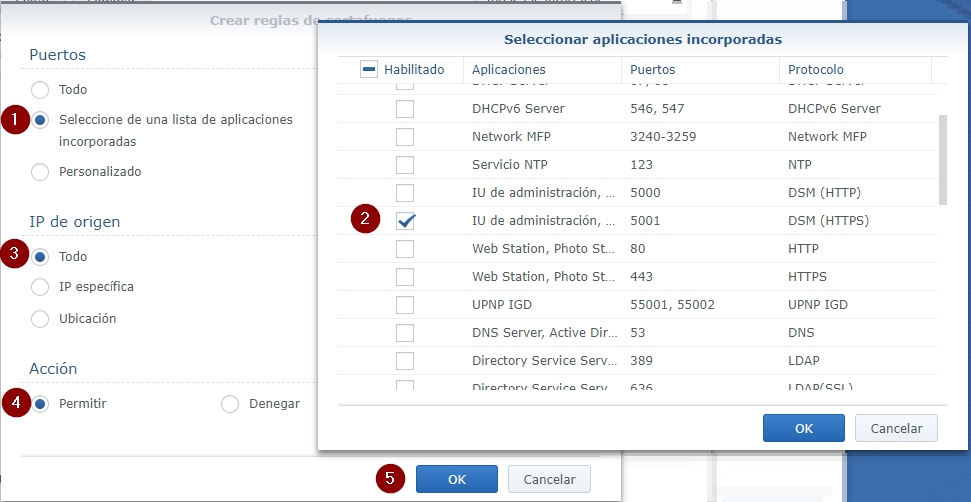 Crear reglas de cortafuegos
Puertos
Todo
1
Seleccione de una lista de aplicaciones
incorporadas
Personalizado
IP de origen
3
Todo
IP específica
Ubicación
Acción
4
Permitir
Denegar
5
OK
Cancelar
Seleccionar aplicaciones incorporadas
Habilitado Aplicaciones Puertos Protocolo
DHCPv6 Server 546, 547 DHCPv6 Server
Network MFP 3240-3259 Network MFP
Servicio NTP 123 NTP
IU de administración, ... 5000 DSM (HTTP)
2 IU de administración, ... 5001 DSM (HTTPS)
Web Station, Photo St... 80 HTTP
Web Station, Photo St... 443 HTTPS
UPNP IGD 55001, 55002 UPNP IGD
DNS Server, Active Dir... 53 DNS
Directory Service Serv... 389 LDAP
Directory Service Serv... 636 LDAP(SSL)
OK
Cancelar